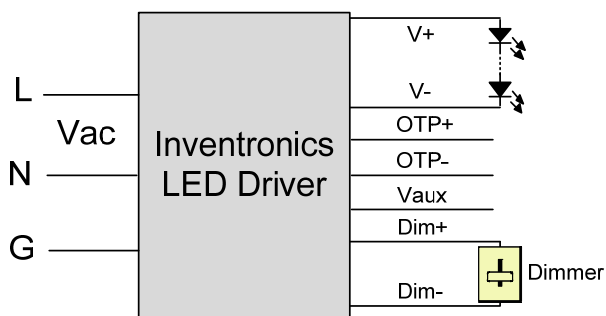 V+
L
V-
OTP+
Vac
Inventronics
LED Driver
OTP-
N
Vaux
Dim+
G
Dimmer
Dim-